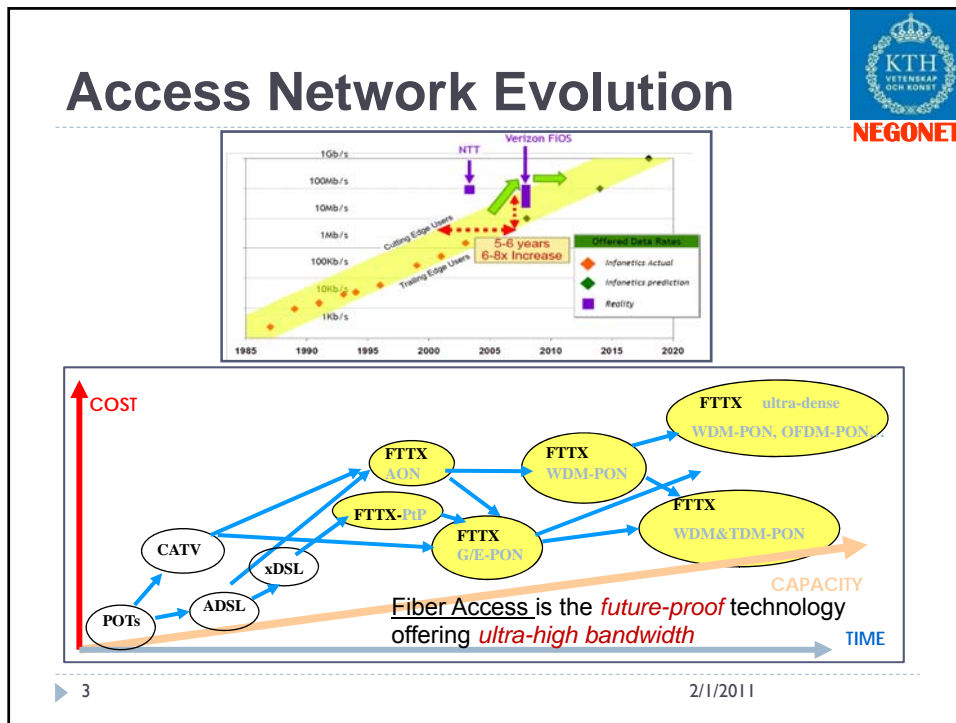 Access Network Evolution
KTH
VETENSKAP
OCH KONST
NEGONET
NTT
Verizon FiOS
1Gb/s
100Mb/s
10Mb/s
1Mb/s
100Kb/s
10Kb/s
1Kb/s
Cutting Edge Users
Trailing Edge Users
5-6 years
6-8x Increase
Offered Data Rates
Infonetics Actual
Infonetics prediction
Reality
1985 1990 1995 2000 2005 2010 2015 2020
COST
FTTX ultra-dense
WDM-PON, OFDM-PON...
FTTX
AON
FTTX
WDM-PON
FTTX-PtP
FTTX
G/E-PON
FTTX
WDM&TDM-PON
CATV
xDSL
ADSL
POTs
CAPACITY
Fiber Access is the future-proof technology
offering ultra-high bandwidth
TIME
3
2/1/2011